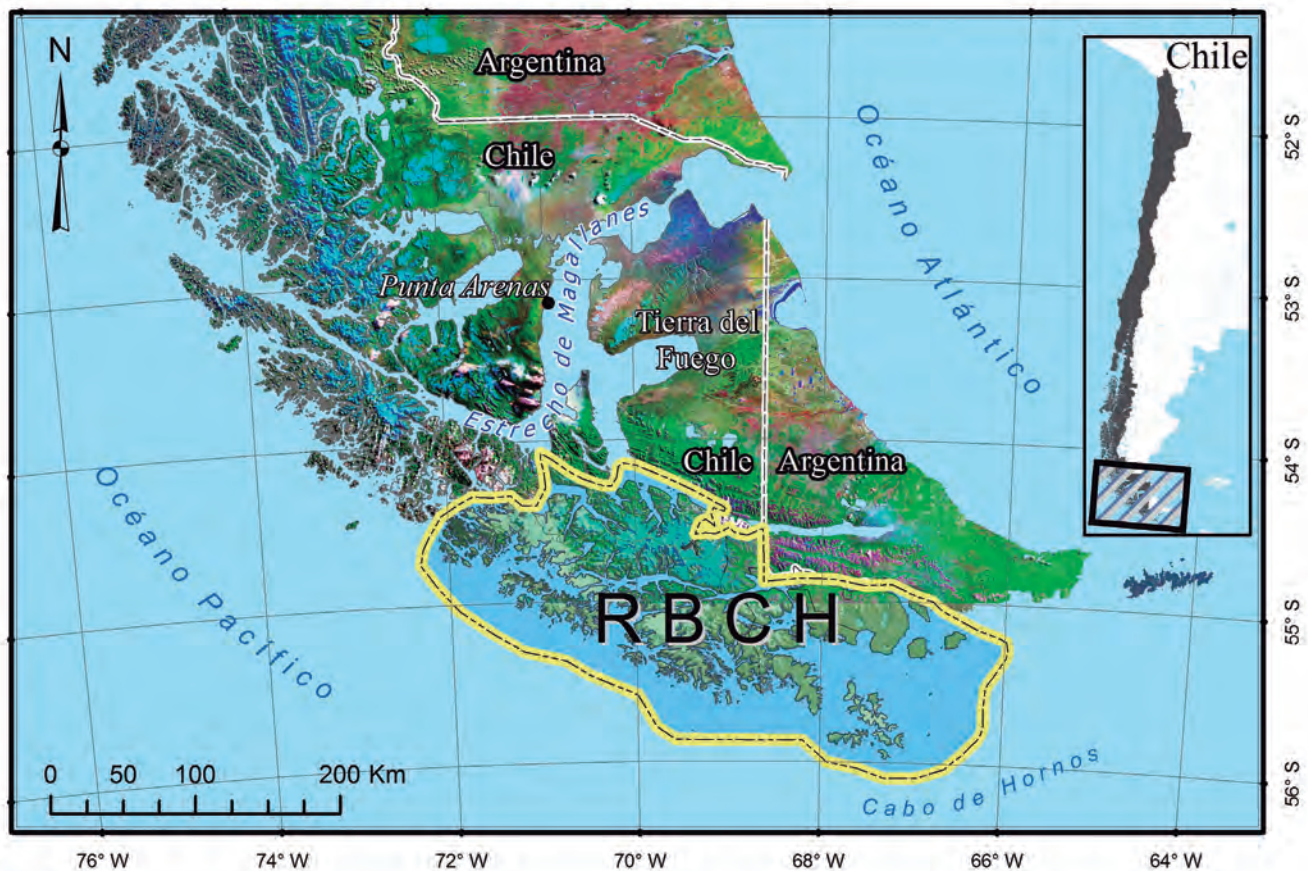 N
Argentina
Chile
Océano Atlántico
Chile
52° S
Estrecho de Magallanes
Punta Arenas
53° S
Tierra del
Fuego
Chile
Argentina
54° S
Océano Pacífico
R B C H
55° S
0 50 100 200 Km
Cabo de Hornos
56° S
76° W 74° W 72° W 70° W 68° W 66° W 64° W